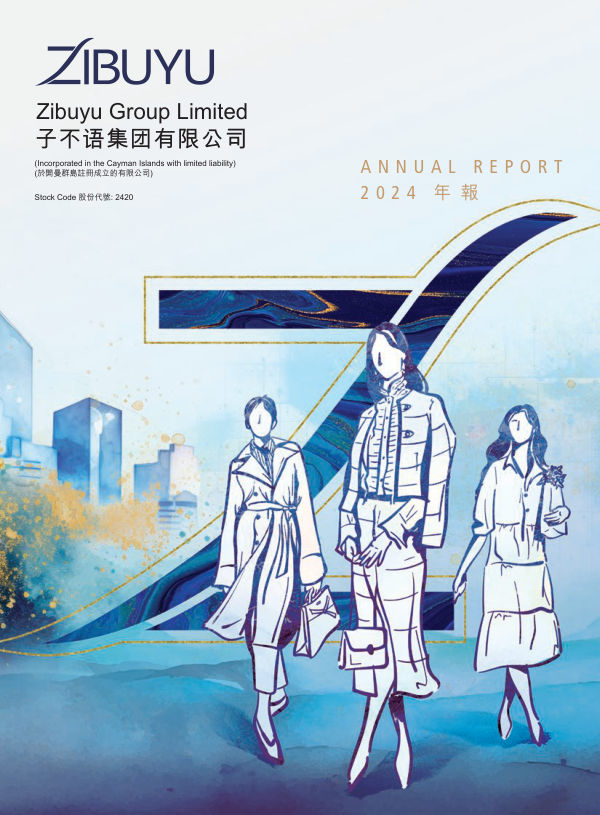 ZIBUYU
Zibuyu Group Limited
子不语集团有限公司
(Incorporated in the Cayman Islands with limited liability)
(於開曼群島註冊成立的有限公司)
Stock Code 股份代號: 2420
ANNUAL REPORT
2024 年報